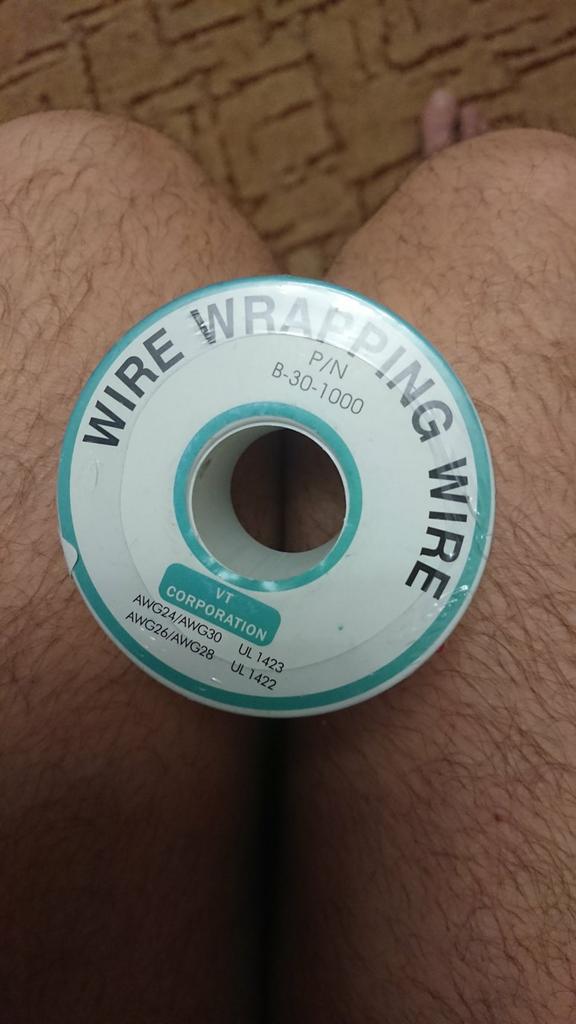 WIRE WRAPPING WIRE
P/N
B-30-1000
VT
CORPORATION
AWG24/AWG30 UL 1423
AWG26/AWG28 UL 1422